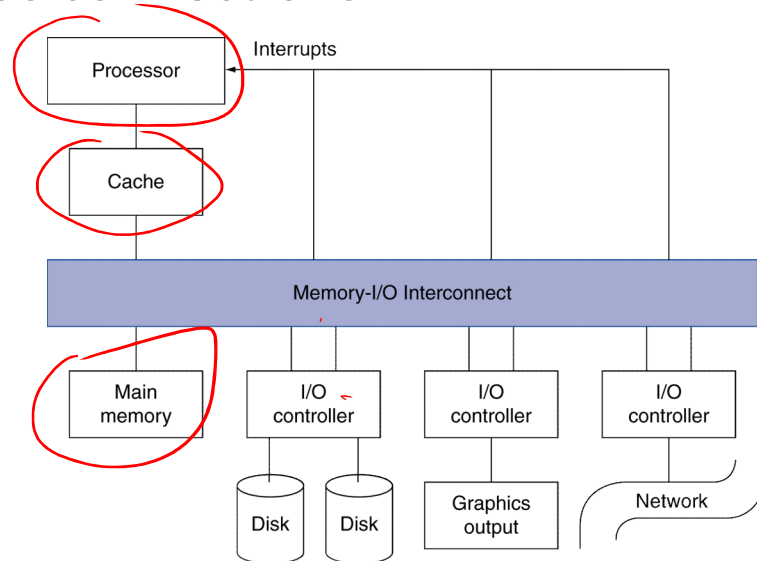 Interrupts
Processor
Cache
Memory-I/O Interconnect
Main
memory
I/O
controller
I/O
controller
I/O
controller
Disk
Disk
Graphics
output
Network